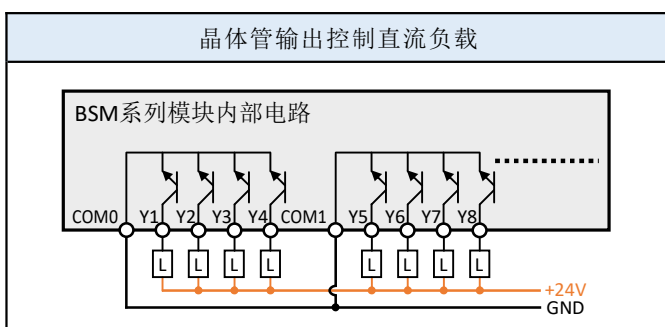 晶体管输出控制直流负载
BSM系列模块内部电路
COM0 Y1 Y2 Y3 Y4 COM1 Y5 Y6 Y7 Y8
L L L L L L L L
+24V
GND